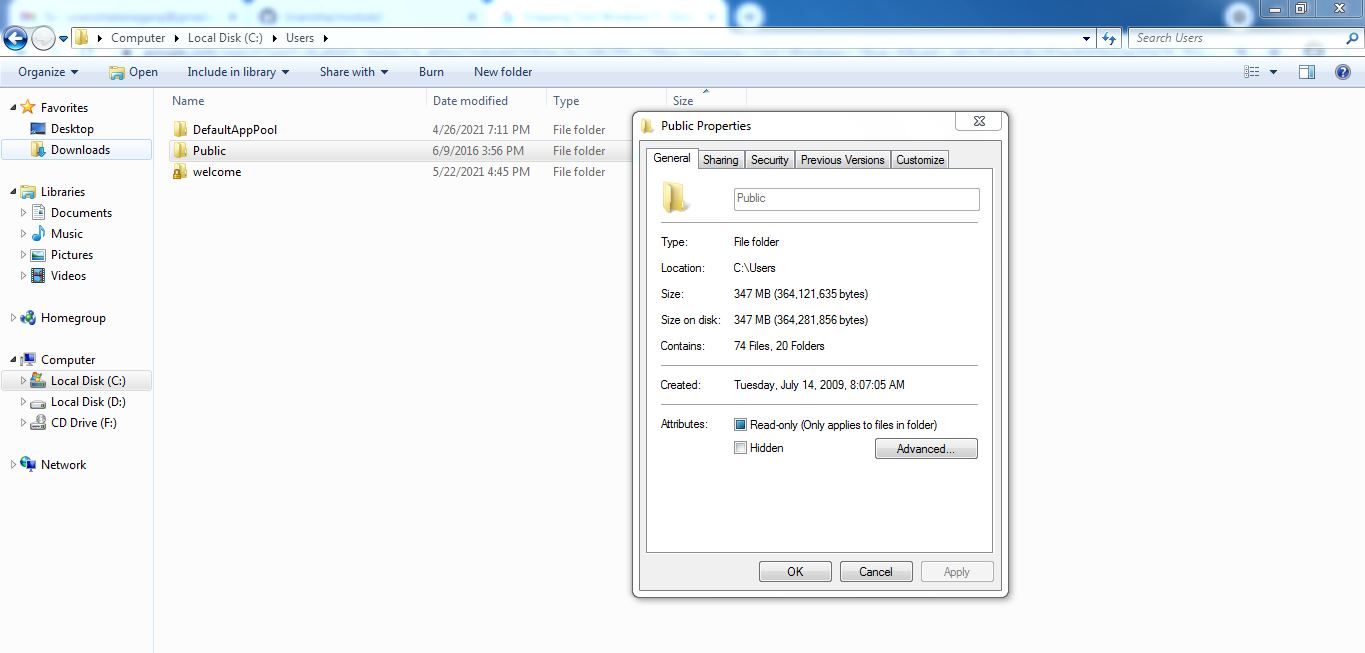 Computer Local Disk (C:) Users
Search Users
Organize Open Include in library Share with Burn New folder
Favorites
Desktop
Downloads
Libraries
Documents
Music
Pictures
Videos
Homegroup
Computer
Local Disk (C:)
Local Disk (D:)
CD Drive (F:)
Network
Name Date modified Type Size
DefaultAppPool 4/26/2021 7:11 PM File folder
Public 6/9/2016 3:56 PM File folder
welcome 5/22/2021 4:45 PM File folder
Public Properties
General Sharing Security Previous Versions Customize
Public
Type: File folder
Location: C:\Users
Size: 347 MB (364,121,635 bytes)
Size on disk: 347 MB (364,281,856 bytes)
Contains: 74 Files, 20 Folders
Created: Tuesday, July 14, 2009, 8:07:05 AM
Attributes: Read-only (Only applies to files in folder)
Hidden Advanced...
OK Cancel Apply